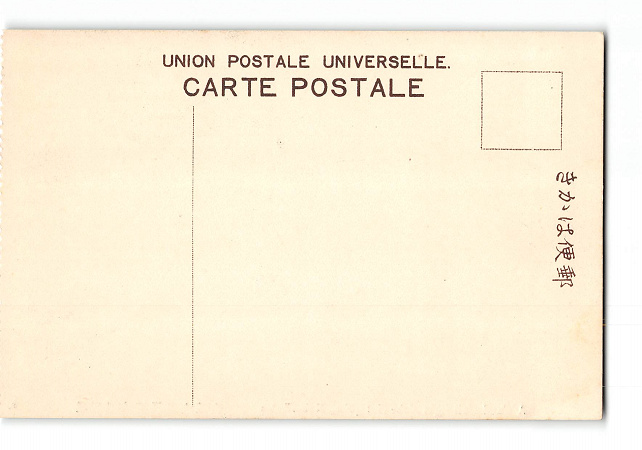 UNION POSTALE UNIVERSELLE.
CARTE POSTALE
きかは便郵